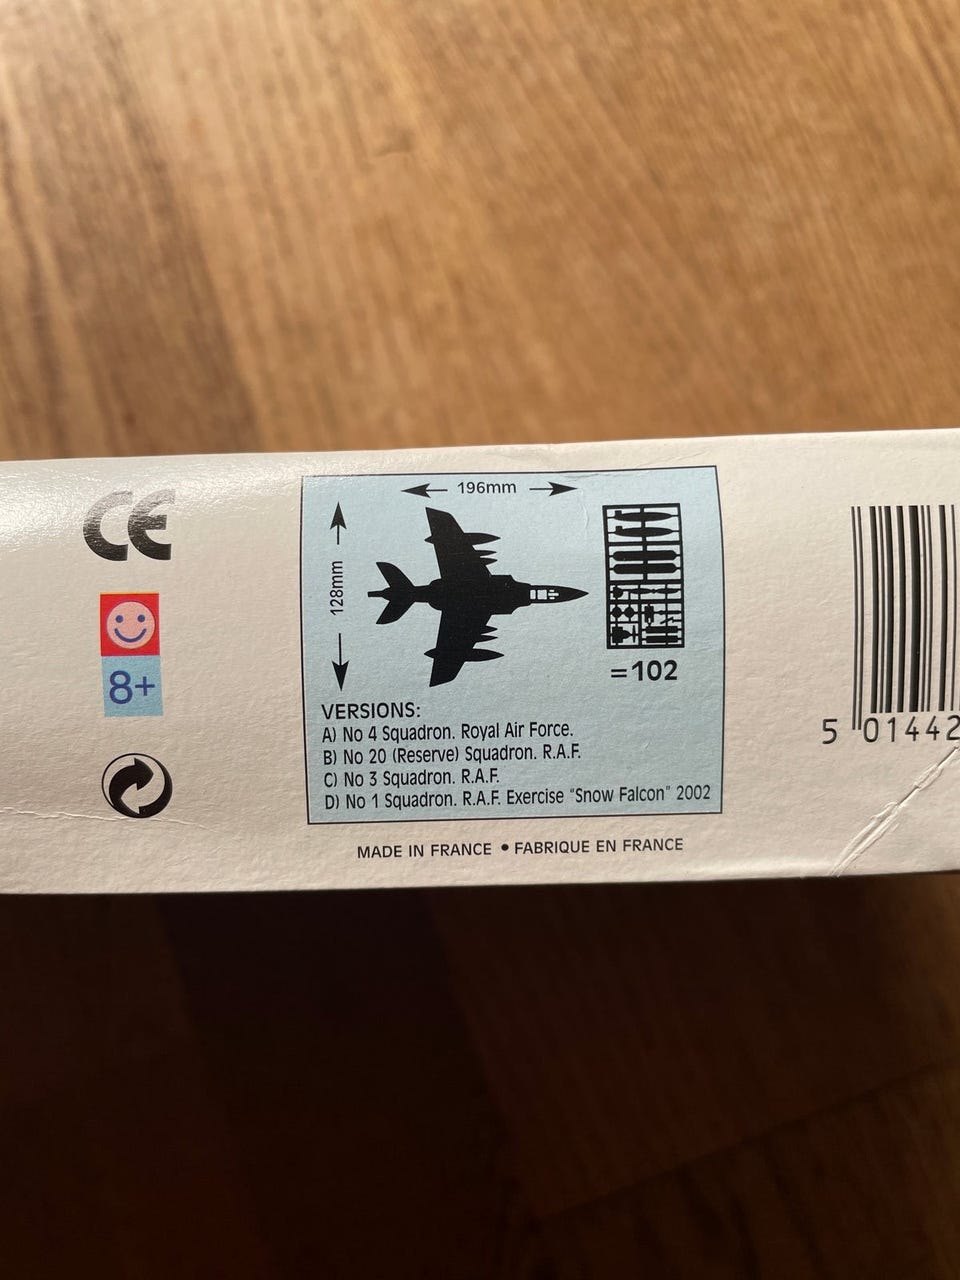 CE
8+
196mm
128mm
=102
VERSIONS:
A) No 4 Squadron. Royal Air Force.
B) No 20 (Reserve) Squadron. R.A.F.
C) No 3 Squadron. R.A.F.
D) No 1 Squadron. R.A.F. Exercise "Snow Falcon" 2002
MADE IN FRANCE • FABRIQUE EN FRANCE
5 01442